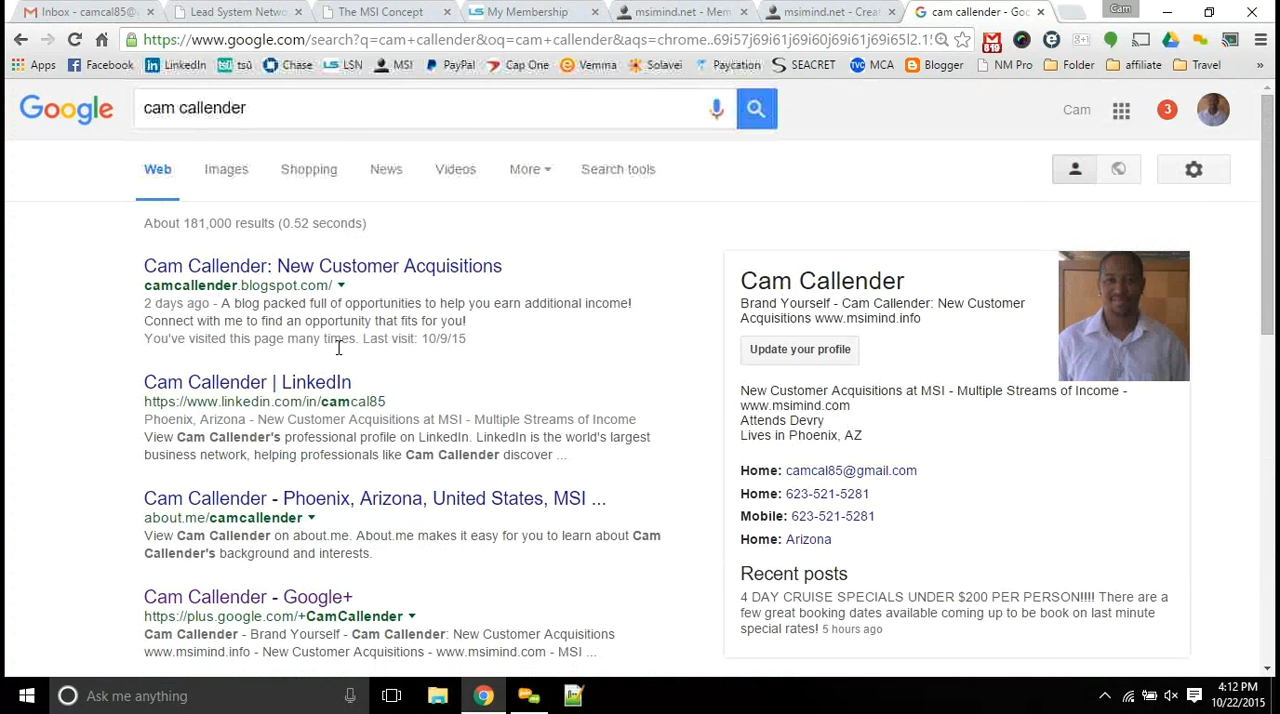 Inbox - camcal85@
Lead System Netwo
The MSI Concept
My Membership
msimind.net - Mem
msimind.net - Crea
cam callender - Goo
Cam
https://www.google.com/search?q=cam+callender&oq=cam+callender&aqs=chrome..69i57j69i61j69i60j69i61j69i65l2.15
819
Apps Facebook LinkedIn tsū Chase LSN MSI PayPal Cap One Vemma Solavei Paycation SEACRET MCA Blogger NM Pro Folder affiliate Travel »
Google
cam callender
Cam
3
Web Images Shopping News Videos More Search tools
About 181,000 results (0.52 seconds)
Cam Callender: New Customer Acquisitions
camcallender.blogspot.com/
2 days ago - A blog packed full of opportunities to help you earn additional income!
Connect with me to find an opportunity that fits for you!
You've visited this page many times. Last visit: 10/9/15
Cam Callender | LinkedIn
https://www.linkedin.com/in/camcal85
Phoenix, Arizona - New Customer Acquisitions at MSI - Multiple Streams of Income
View Cam Callender's professional profile on LinkedIn. LinkedIn is the world's largest
business network, helping professionals like Cam Callender discover ...
Cam Callender - Phoenix, Arizona, United States, MSI ...
about.me/camcallender
View Cam Callender on about.me. About.me makes it easy for you to learn about Cam
Callender's background and interests.
Cam Callender - Google+
https://plus.google.com/+CamCallender
Cam Callender - Brand Yourself - Cam Callender: New Customer Acquisitions
www.msimind.info - New Customer Acquisitions - www.msimind.com - MSI ...
Cam Callender
Brand Yourself - Cam Callender: New Customer
Acquisitions www.msimind.info
Update your profile
New Customer Acquisitions at MSI - Multiple Streams of Income -
www.msimind.com
Attends Devry
Lives in Phoenix, AZ
Home: camcal85@gmail.com
Home: 623-521-5281
Mobile: 623-521-5281
Home: Arizona
Recent posts
4 DAY CRUISE SPECIALS UNDER $200 PER PERSON!!!! There are a
few great booking dates available coming up to be book on last minute
special rates! 5 hours ago
Ask me anything
4:12 PM
10/22/2015